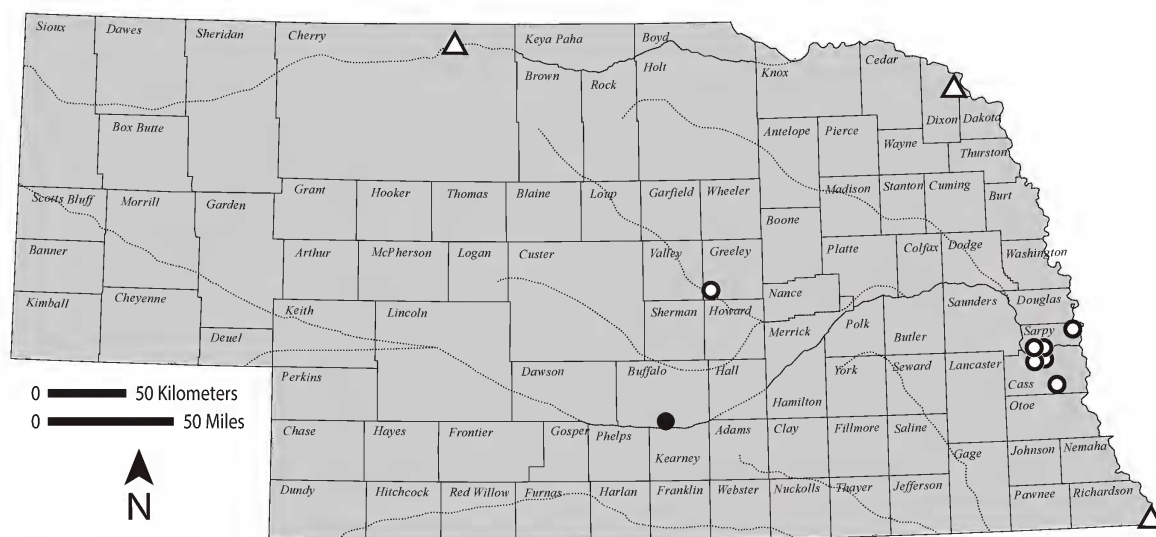 Sioux
Dawes
Sheridan
Cherry
Keya Paha
Boyd
Brown
Rock
Holt
Knox
Cedar
Dixon
Dakota
Box Butte
Antelope
Pierce
Wayne
Thurston
Scotts Bluff
Morrill
Garden
Grant
Hooker
Thomas
Blaine
Loup
Garfield
Wheeler
Madison
Stanton
Cuming
Burt
Boone
Banner
Arthur
McPherson
Logan
Custer
Valley
Greeley
Platte
Colfax
Dodge
Washington
Kimball
Cheyenne
Deuel
Keith
Lincoln
Sherman
Howard
Nance
Merrick
Polk
Butler
Saunders
Douglas
Sarpy
Perkins
Dawson
Buffalo
Hall
Hamilton
York
Seward
Lancaster
Cass
Otoe
0 50 Kilometers
0 50 Miles
Chase
Hayes
Frontier
Gosper
Phelps
Kearney
Adams
Clay
Fillmore
Saline
Gage
Johnson
Nemaha
N
Dundy
Hitchcock
Red Willow
Furnas
Harlan
Franklin
Webster
Nuckolls
Thayer
Jefferson
Pawnee
Richardson